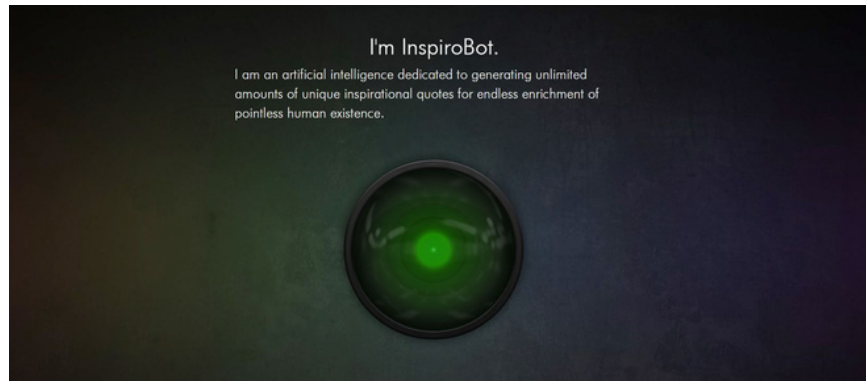 I'm InspiroBot.
I am an artificial intelligence dedicated to generating unlimited
amounts of unique inspirational quotes for endless enrichment of
pointless human existence.